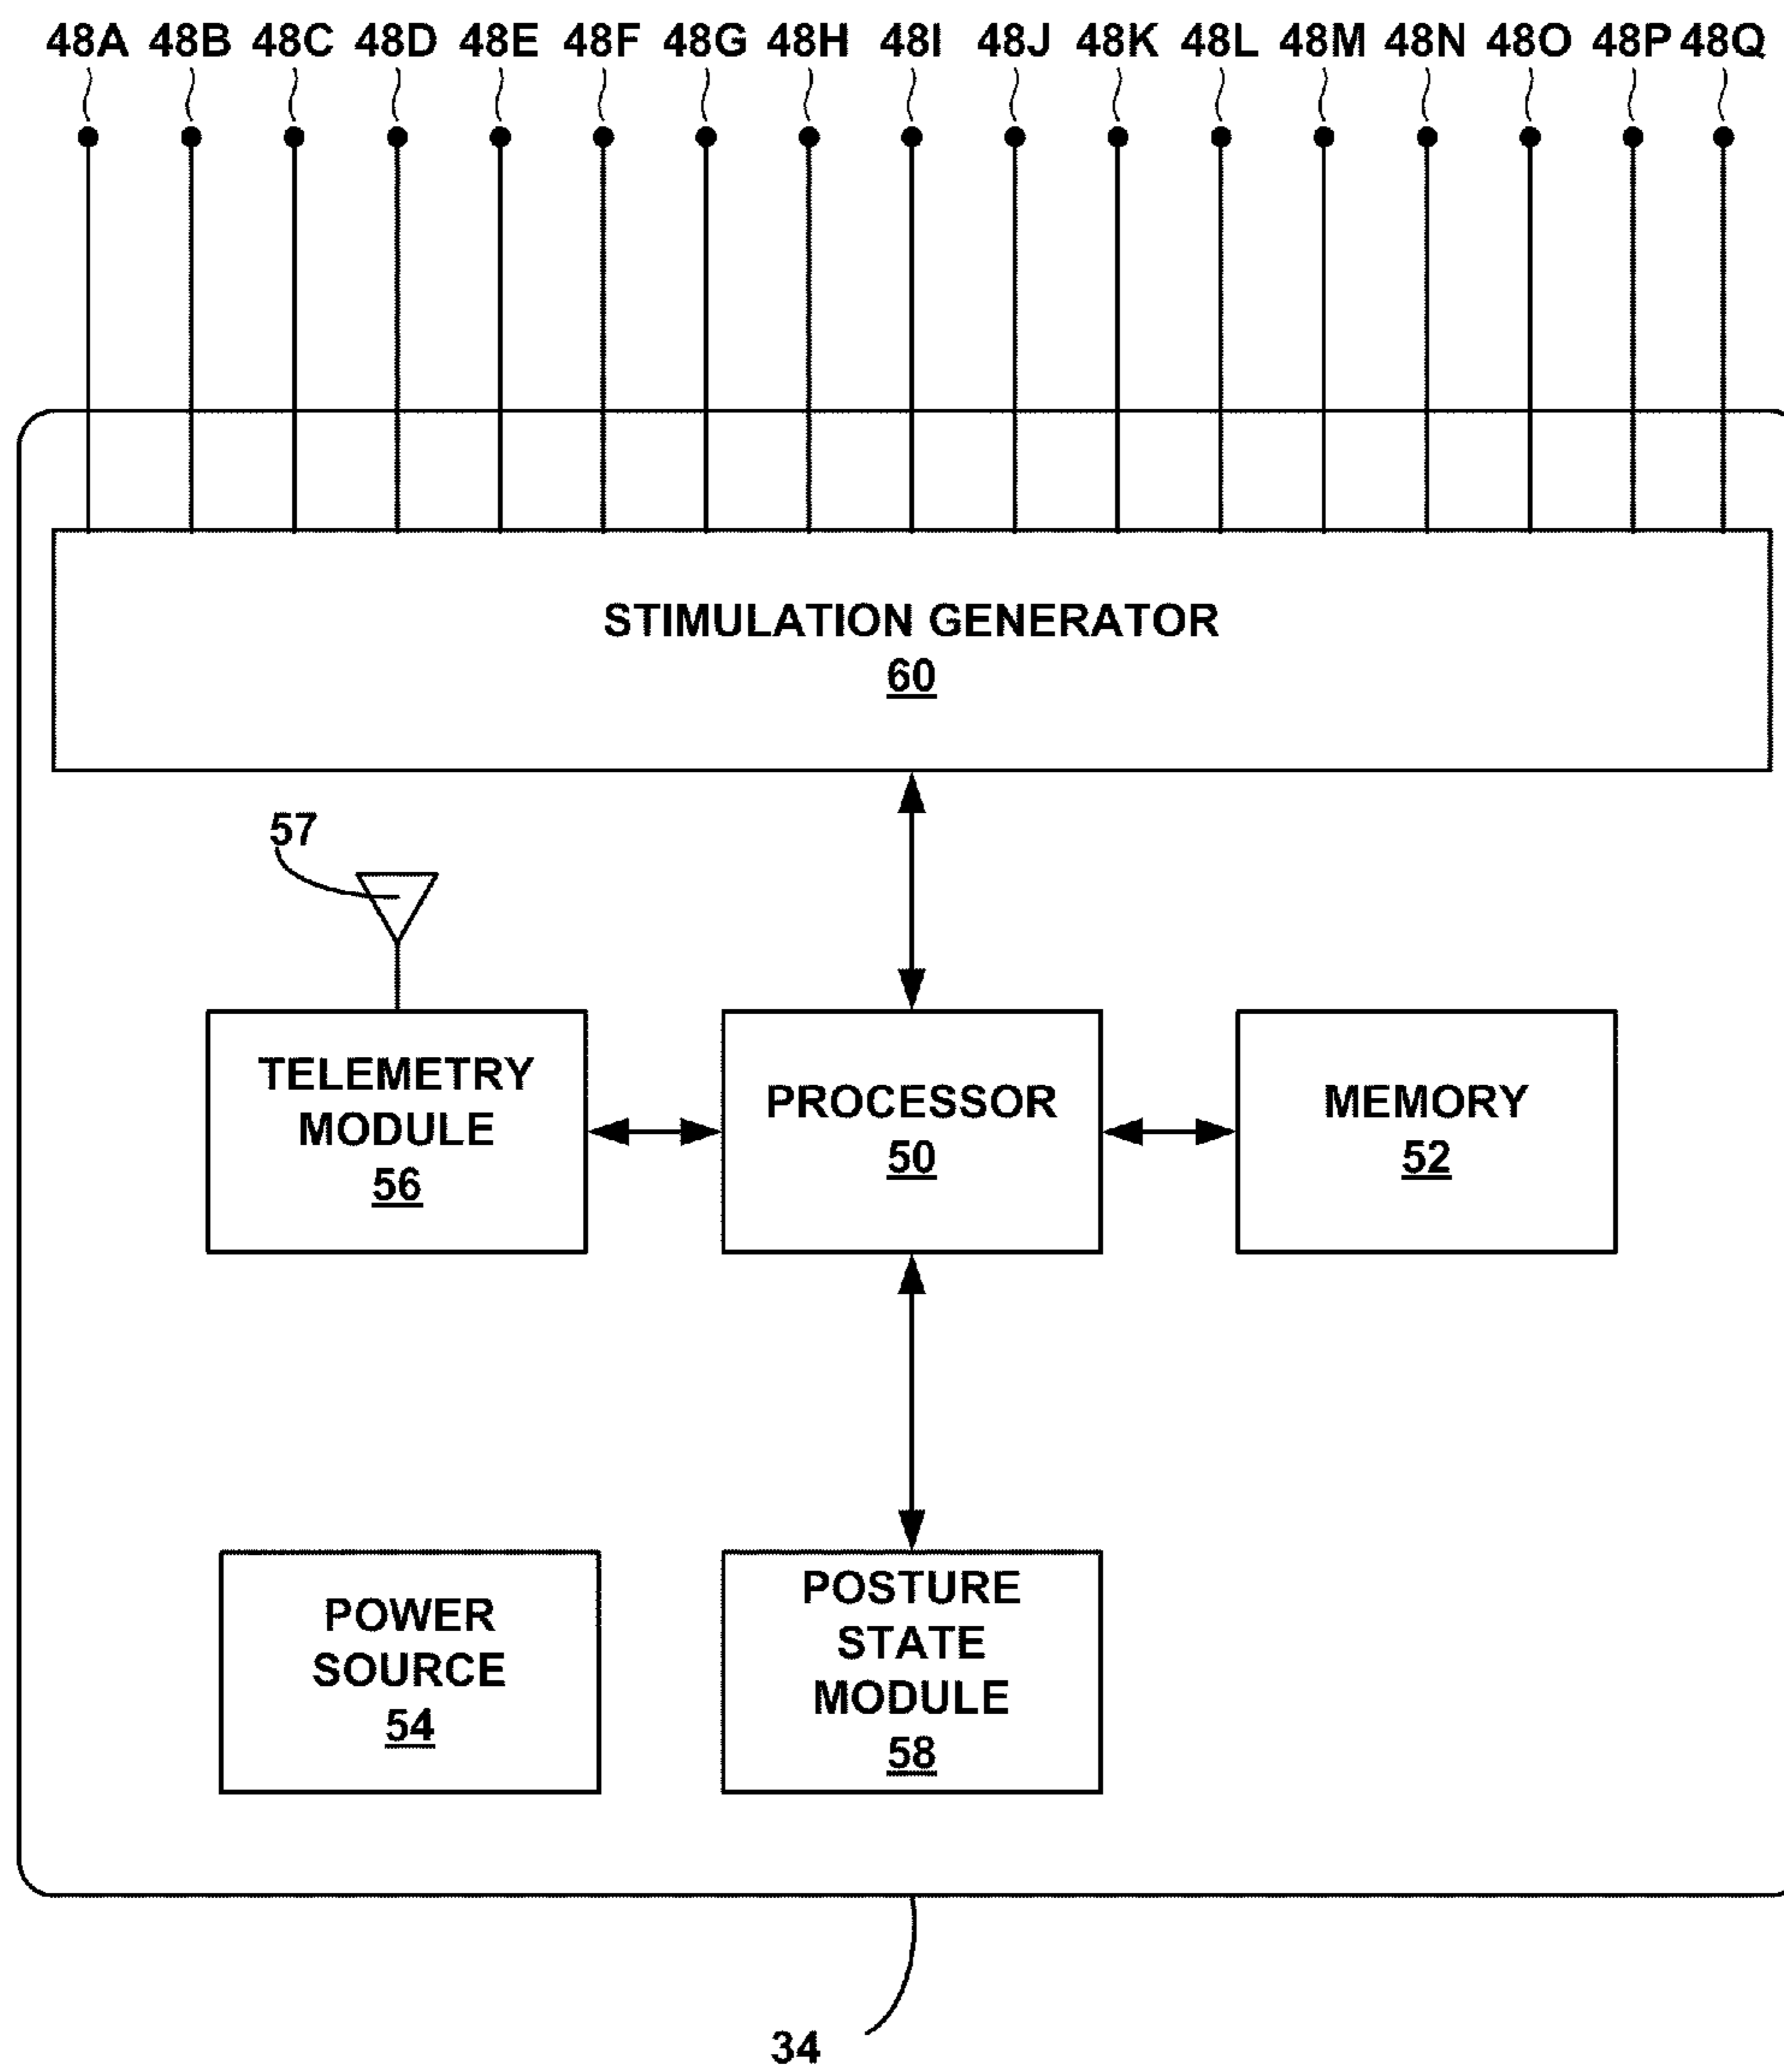 48A 48B 48C 48D 48E 48F 48G 48H 48I 48J 48K 48L 48M 48N 48O 48P 48Q
STIMULATION GENERATOR
60
57
TELEMETRY
MODULE
56
PROCESSOR
50
MEMORY
52
POWER
SOURCE
54
POSTURE
STATE
MODULE
58
34